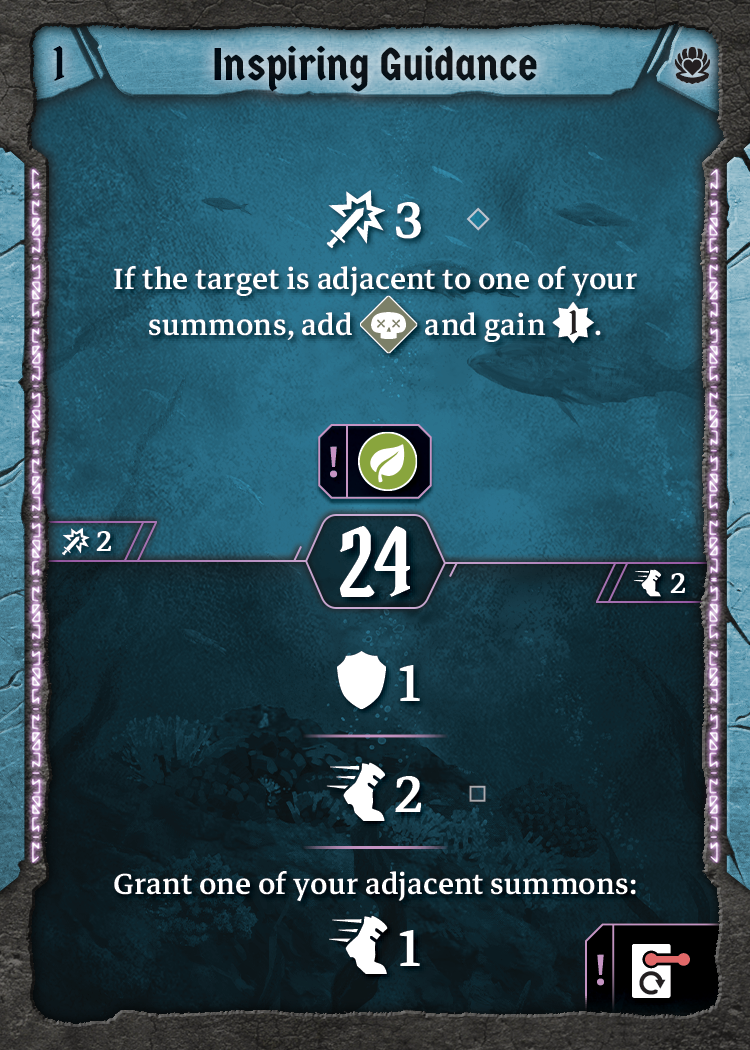 1
Inspiring Guidance
3
If the target is adjacent to one of your
summons, add and gain 1.
!
2
24
2
1
2
Grant one of your adjacent summons:
1
!